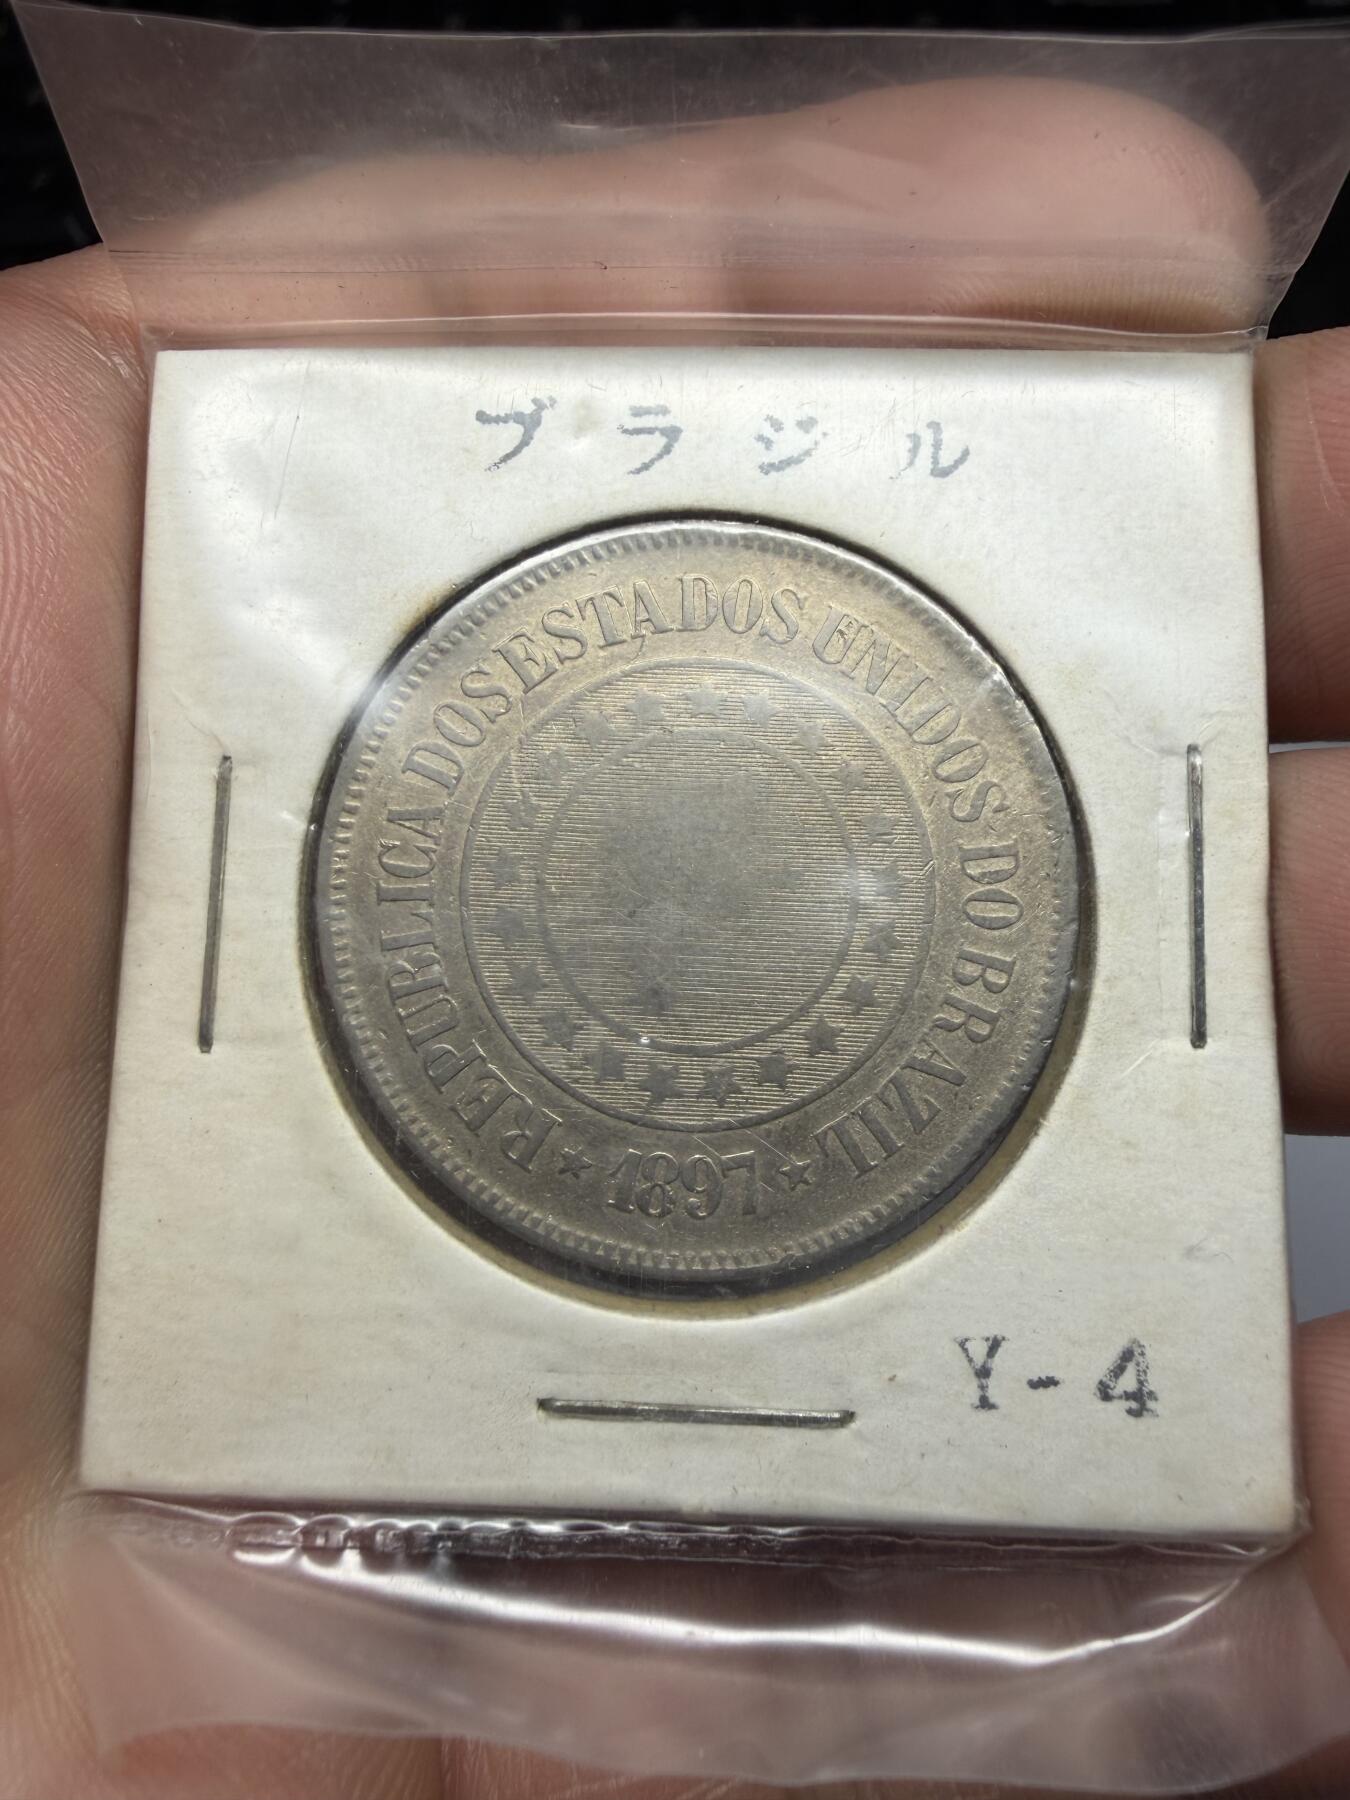 ブラジル
REPUBLICA DOS ESTADOS UNIDOS DO BRAZIL
★ 1897 ★
Y-4